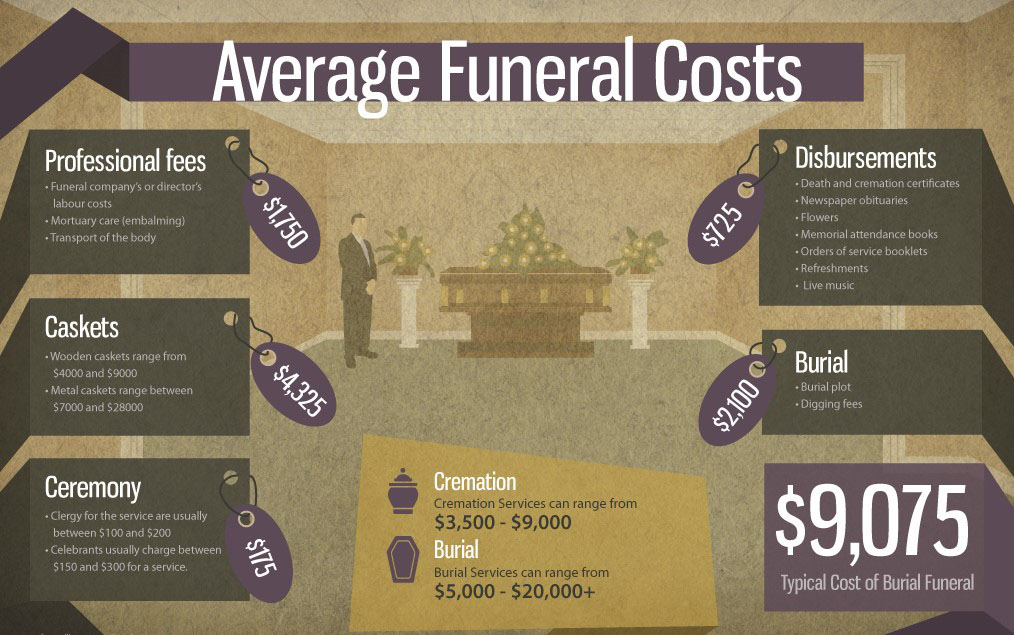 Average Funeral Costs
Professional fees
• Funeral company's or director's
labour costs
• Mortuary care (embalming)
• Transport of the body
$1,750
Caskets
• Wooden caskets range from
$4000 and $9000
• Metal caskets range between
$7000 and $28000
$4,325
Ceremony
• Clergy for the service are usually
between $100 and $200
• Celebrants usually charge between
$150 and $300 for a service.
$175
Cremation
Cremation Services can range from
$3,500 - $9,000
Burial
Burial Services can range from
$5,000 - $20,000+
Disbursements
• Death and cremation certificates
• Newspaper obituaries
• Flowers
• Memorial attendance books
• Orders of service booklets
• Refreshments
• Live music
$725
Burial
• Burial plot
• Digging fees
$2,100
$9,075
Typical Cost of Burial Funeral